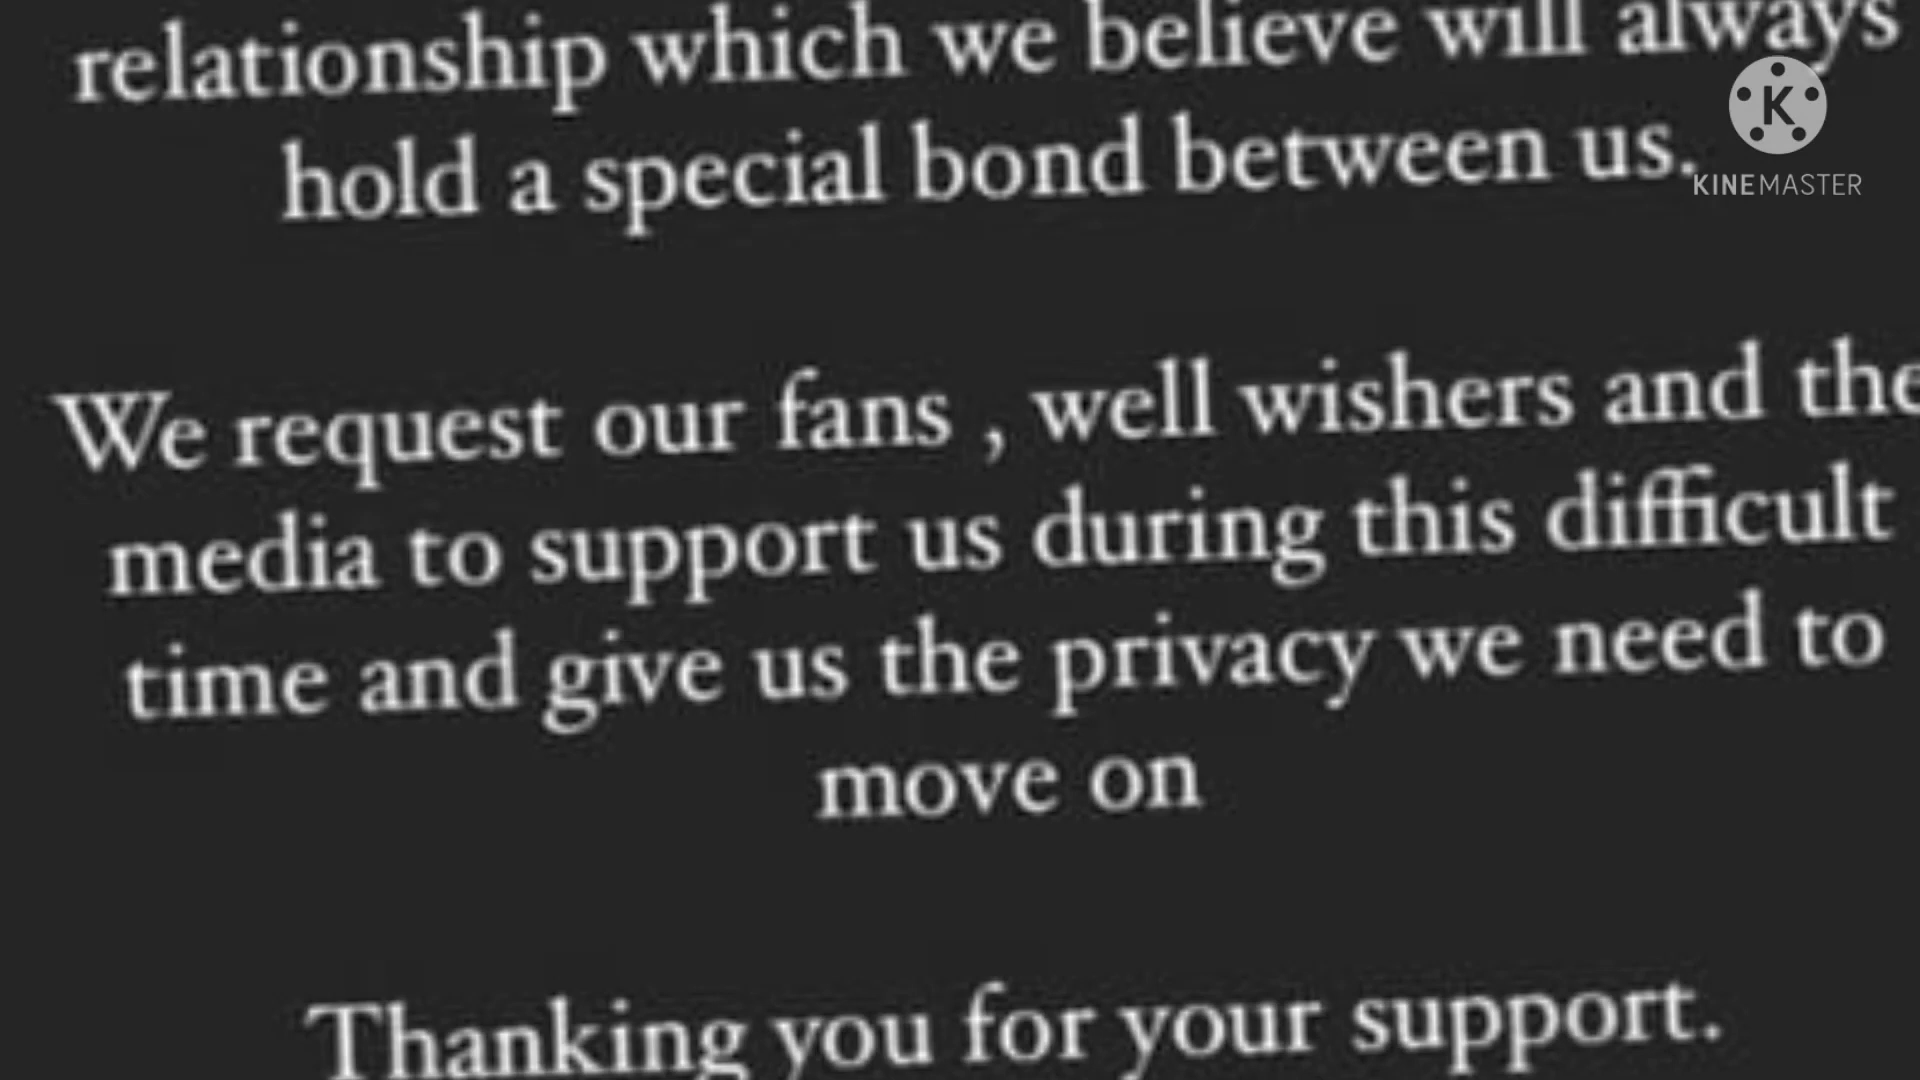 relationship which we believe will always
hold a special bond between us.
KINEMASTER
We request our fans , well wishers and the
media to support us during this difficult
time and give us the privacy we need to
move on
Thanking you for your support.